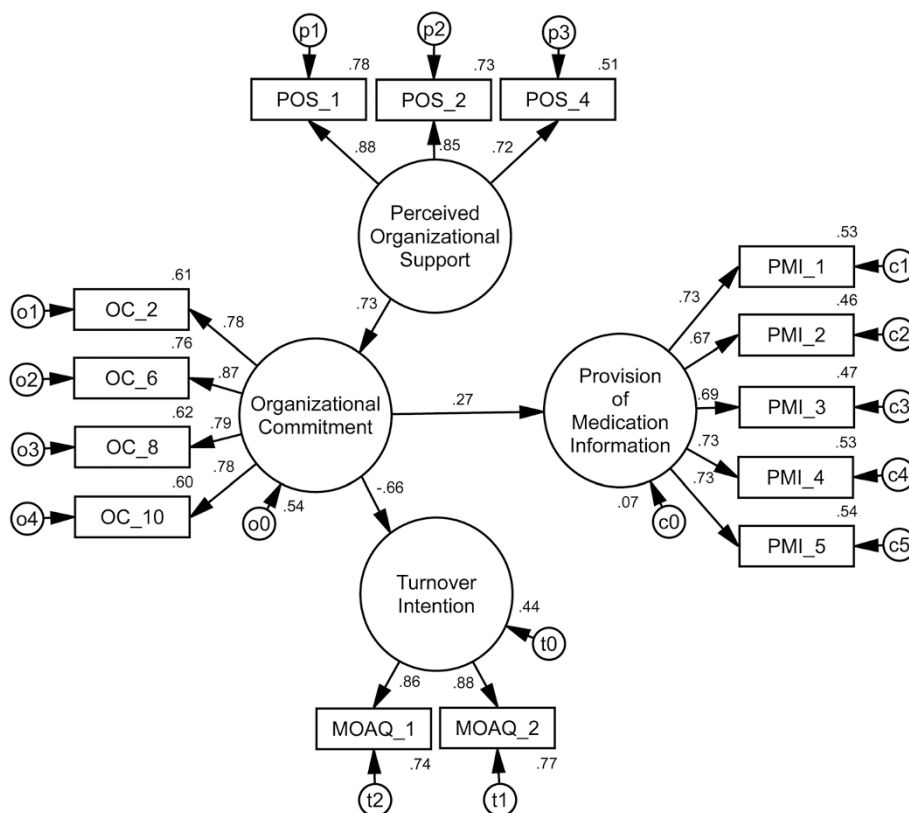 p1
p2
p3
.78
.73
.51
POS_1
POS_2
POS_4
.88
.85
.72
Perceived
Organizational
Support
.73
.61
o1
OC_2
.78
.76
o2
OC_6
.87
.62
o3
OC_8
.79
.60
o4
OC_10
.78
Organizational
Commitment
o0
.54
.27
-.66
Provision
of
Medication
Information
.07
c0
.53
PMI_1
c1
.73
.46
PMI_2
c2
.67
.47
PMI_3
c3
.69
.53
PMI_4
c4
.73
.54
PMI_5
c5
.73
Turnover
Intention
.44
t0
.86
.88
MOAQ_1
MOAQ_2
.74
.77
t2
t1